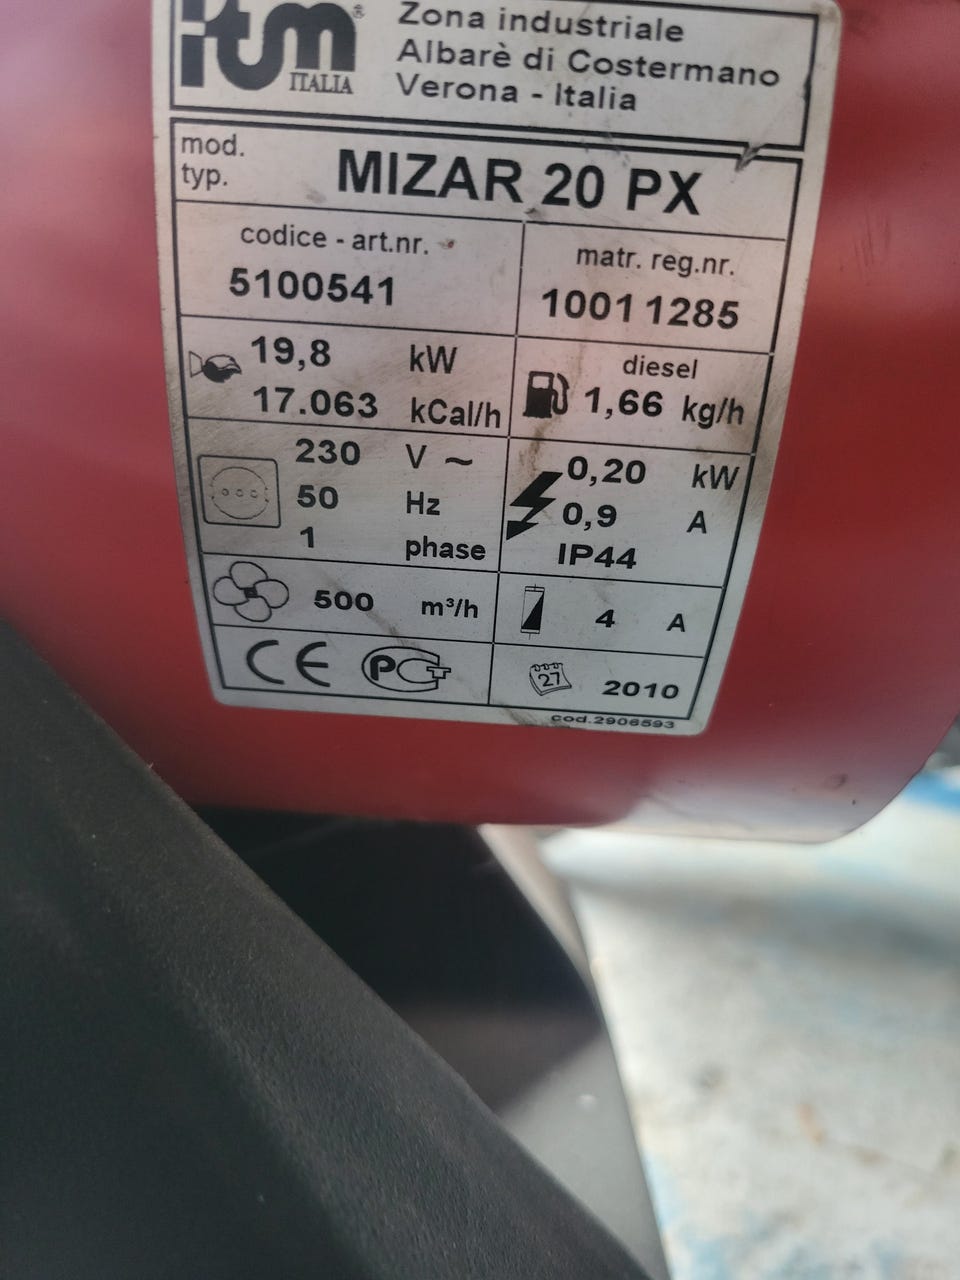 itm®
ITALIA
Zona industriale
Albarè di Costermano
Verona - Italia
mod.
typ.
MIZAR 20 PX
codice - art.nr.
5100541
matr. reg.nr.
10011285
19,8 kW
17.063 kCal/h
diesel
1,66 kg/h
230 V ~
50 Hz
1 phase
0,20 kW
0,9 A
IP44
500 m³/h
4 A
CE PCT
27
2010
cod.2906593